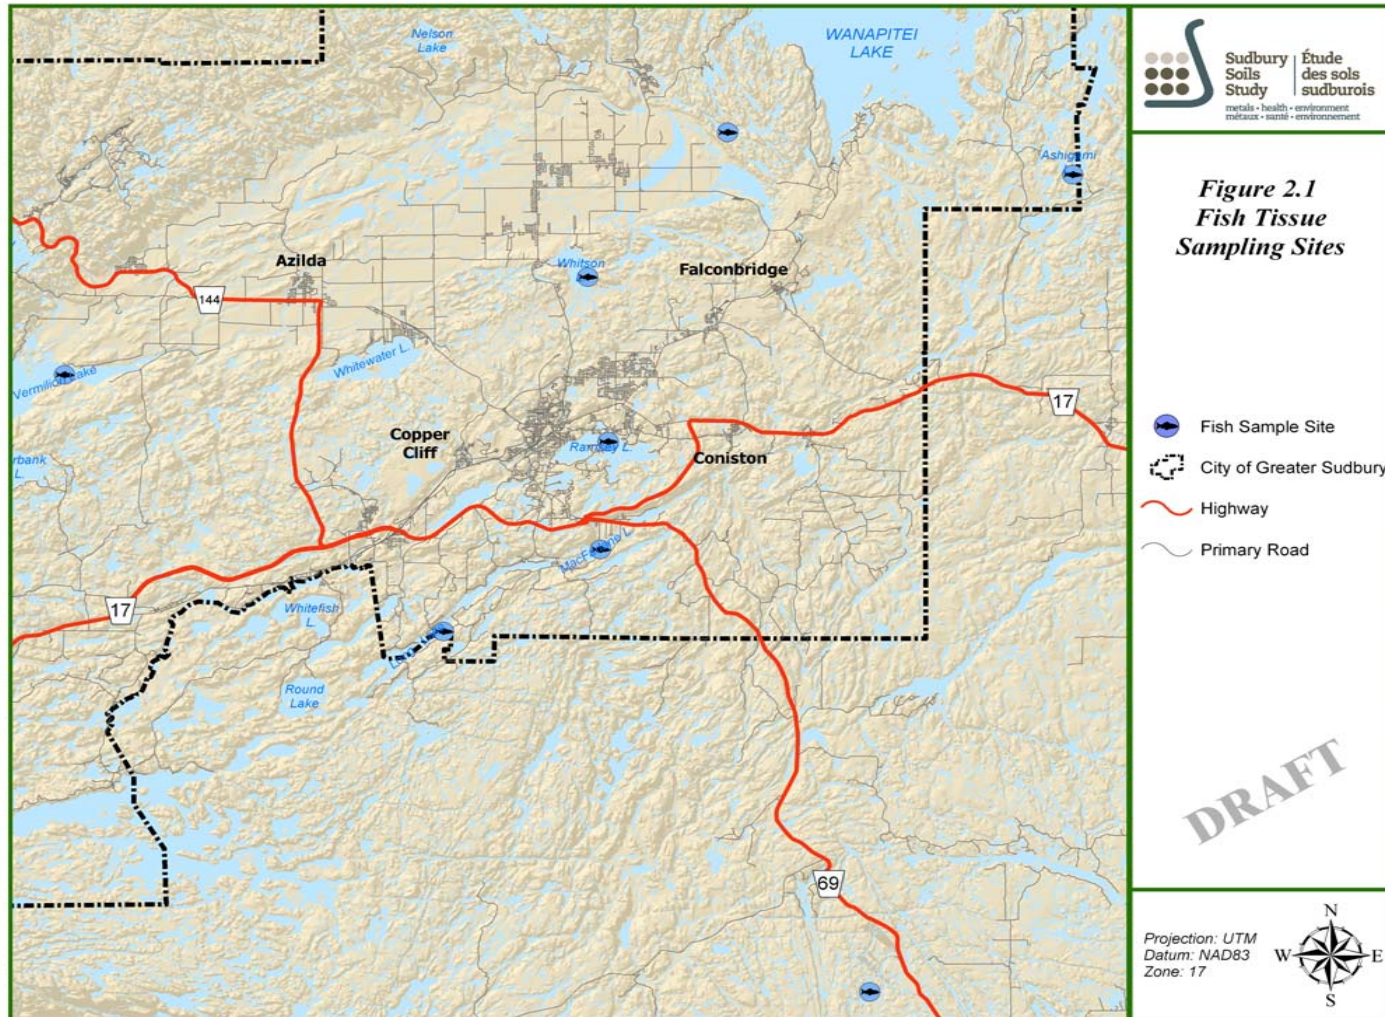 Nelson
Lake
WANAPITEI
LAKE
Ashigami
Azilda
Whitson
Falconbridge
144
Whitewater L.
Vermilion Lake
17
Copper
Cliff
Ramsey L.
Coniston
rbank
L.
MacFarlane L.
17
Whitefish
L.
Round
Lake
69
Sudbury
Soils
Study
Étude
des sols
sudburois
metals • health • environment
métaux • santé • environnement
Figure 2.1
Fish Tissue
Sampling Sites
Fish Sample Site
City of Greater Sudbury
Highway
Primary Road
DRAFT
Projection: UTM
Datum: NAD83
Zone: 17
N
W E
S